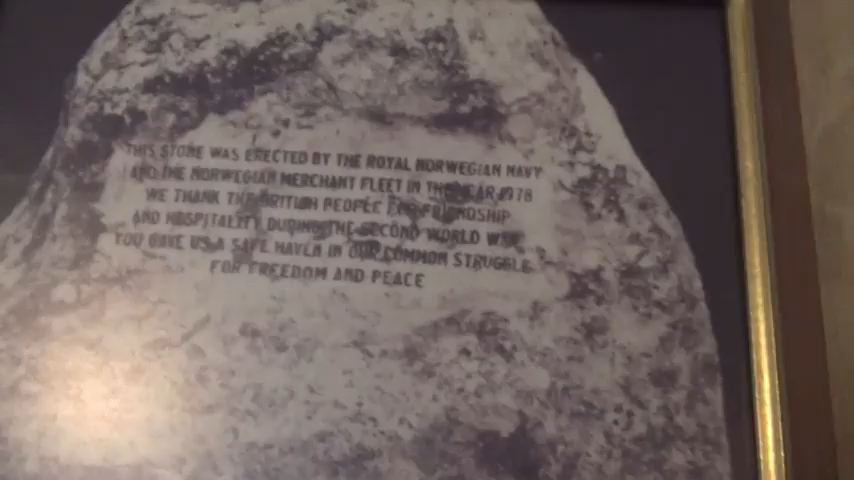 THIS STONE WAS ERECTED BY THE ROYAL NORWEGIAN NAVY
AND THE NORWEGIAN MERCHANT FLEET IN THE YEAR 1978
WE THANK THE BRITISH PEOPLE FOR FRIENDSHIP
AND HOSPITALITY DURING THE SECOND WORLD WAR
YOU GAVE US A SAFE HAVEN IN OUR COMMON STRUGGLE
FOR FREEDOM AND PEACE